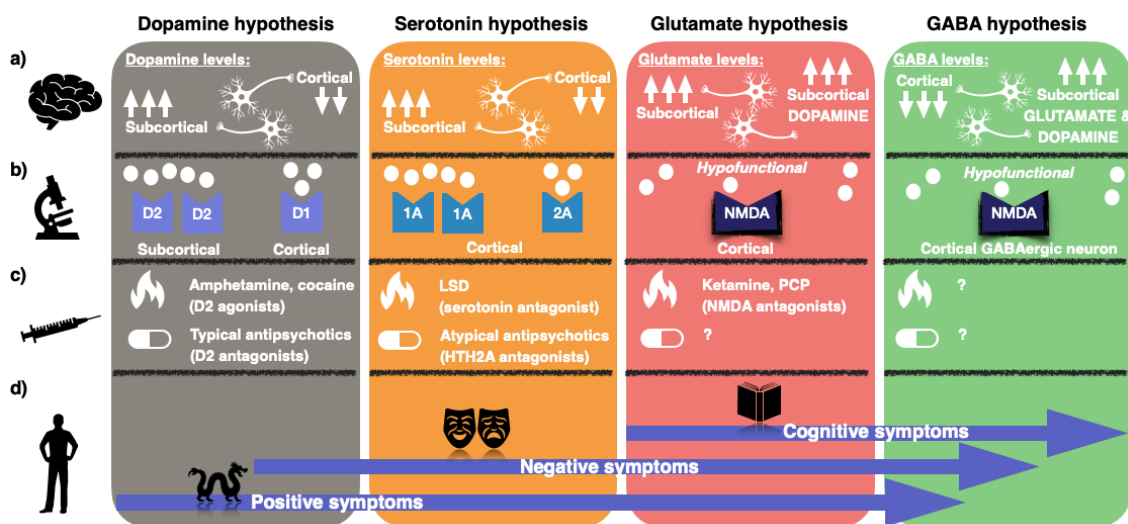 Dopamine hypothesis
Serotonin hypothesis
Glutamate hypothesis
GABA hypothesis
a)
Dopamine levels:
Cortical
Subcortical
Serotonin levels:
Cortical
Subcortical
Glutamate levels:
Subcortical
Subcortical
DOPAMINE
GABA levels:
Cortical
Subcortical
GLUTAMATE &
DOPAMINE
b)
D2
D2
D1
Subcortical
Cortical
1A
1A
2A
Cortical
Hypofunctional
NMDA
Cortical
Hypofunctional
NMDA
Cortical GABAergic neuron
c)
Amphetamine, cocaine
(D2 agonists)
Typical antipsychotics
(D2 antagonists)
LSD
(serotonin antagonist)
Atypical antipsychotics
(HTH2A antagonists)
Ketamine, PCP
(NMDA antagonists)
?
?
?
d)
Cognitive symptoms
Negative symptoms
Positive symptoms